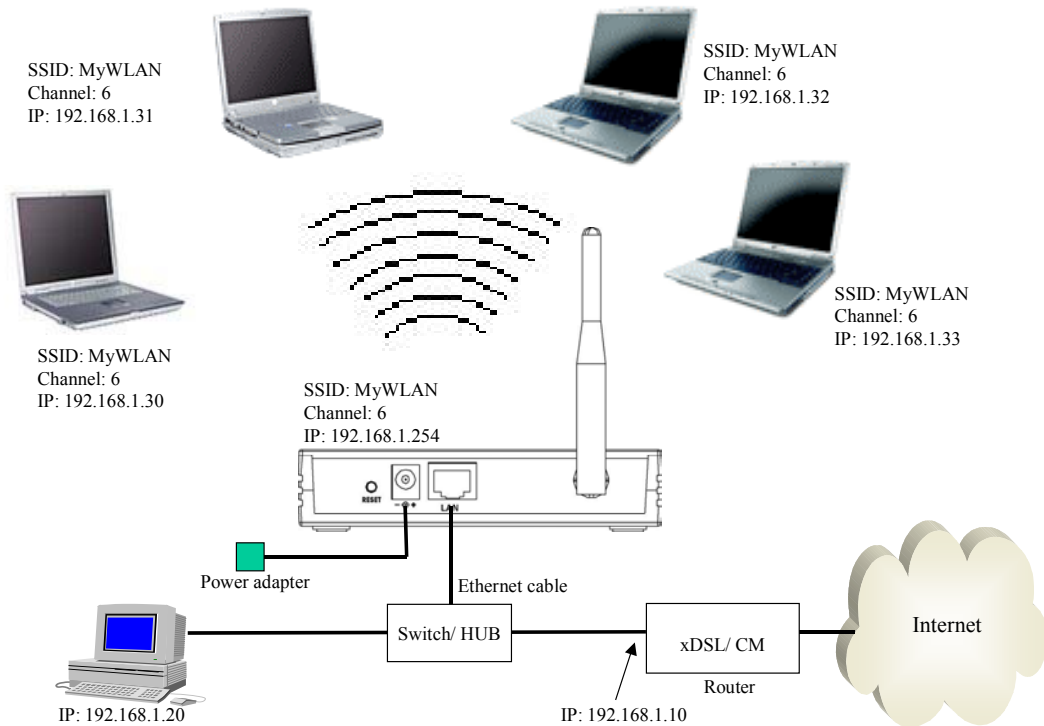 SSID: MyWLAN
Channel: 6
IP: 192.168.1.31
SSID: MyWLAN
Channel: 6
IP: 192.168.1.32
SSID: MyWLAN
Channel: 6
IP: 192.168.1.30
SSID: MyWLAN
Channel: 6
IP: 192.168.1.33
SSID: MyWLAN
Channel: 6
IP: 192.168.1.254
RESET
- +
LAN
Power adapter
Ethernet cable
Switch/ HUB
xDSL/ CM
Router
Internet
IP: 192.168.1.20
IP: 192.168.1.10